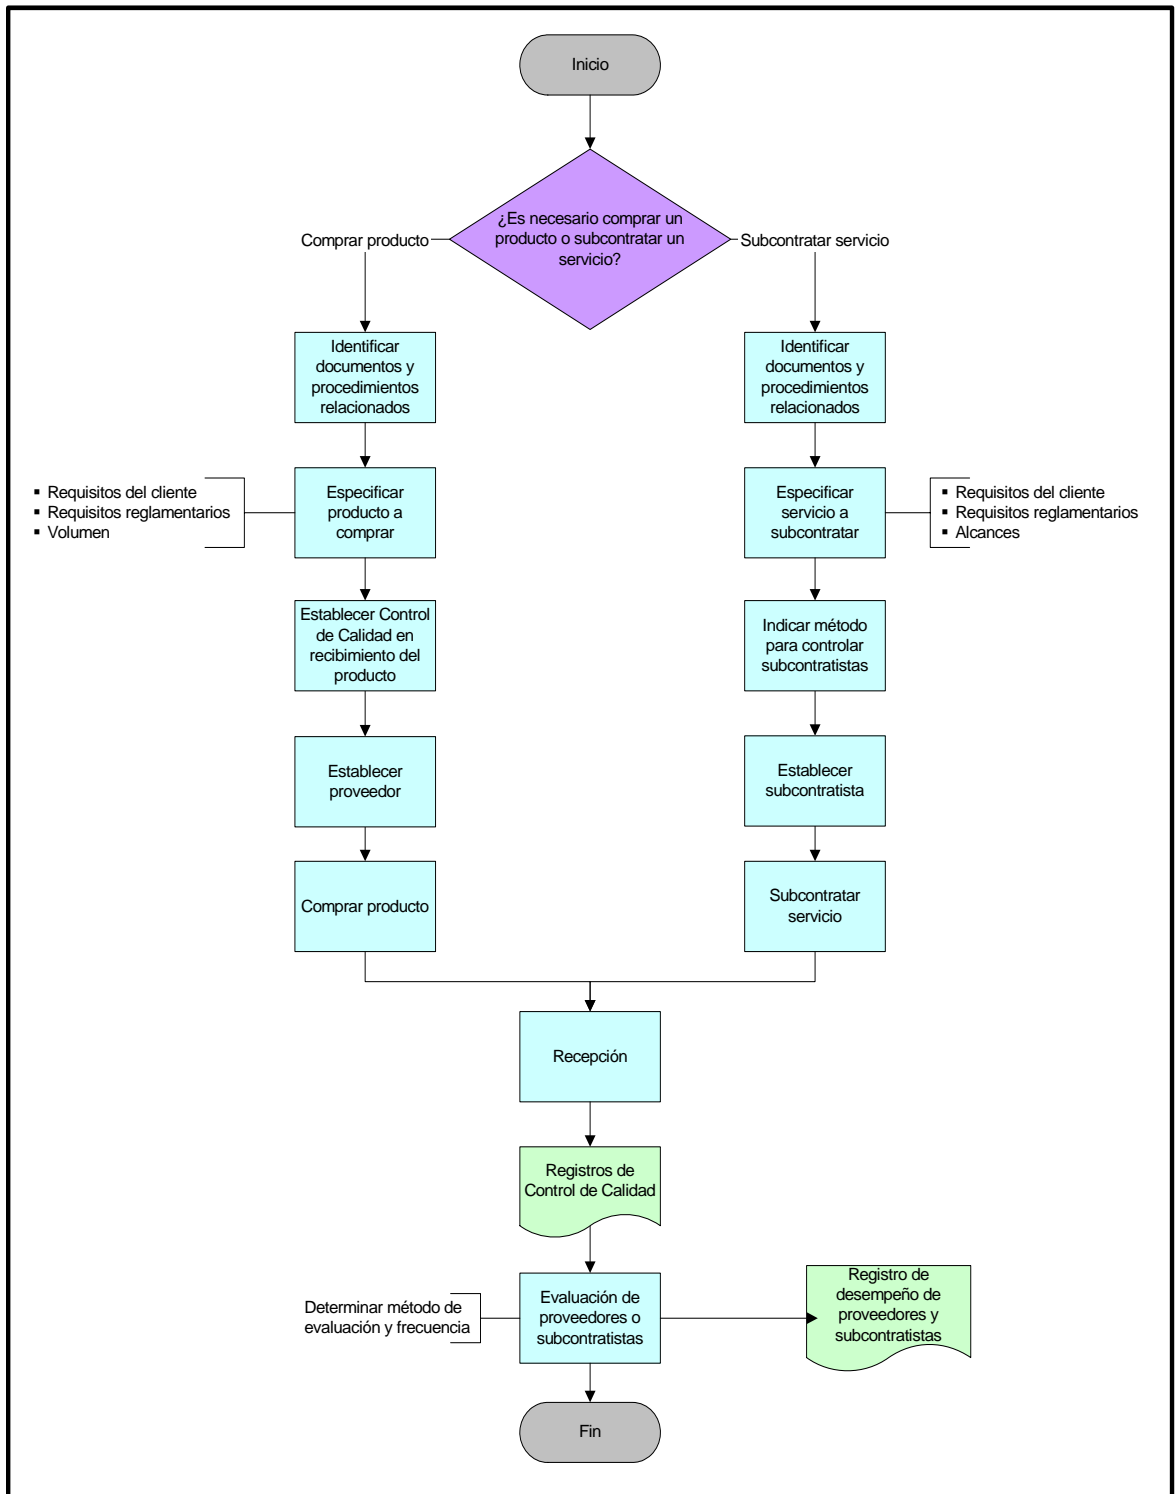 Inicio
¿Es necesario comprar un
producto o subcontratar un
servicio?
Comprar producto
Subcontratar servicio
Identificar
documentos y
procedimientos
relacionados
Identificar
documentos y
procedimientos
relacionados
▪ Requisitos del cliente
▪ Requisitos reglamentarios
▪ Volumen
Especificar
producto a
comprar
Especificar
servicio a
subcontratar
▪ Requisitos del cliente
▪ Requisitos reglamentarios
▪ Alcances
Establecer Control
de Calidad en
recibimiento del
producto
Indicar método
para controlar
subcontratistas
Establecer
proveedor
Establecer
subcontratista
Comprar producto
Subcontratar
servicio
Recepción
Registros de
Control de Calidad
Determinar método de
evaluación y frecuencia
Evaluación de
proveedores o
subcontratistas
Registro de
desempeño de
proveedores y
subcontratistas
Fin